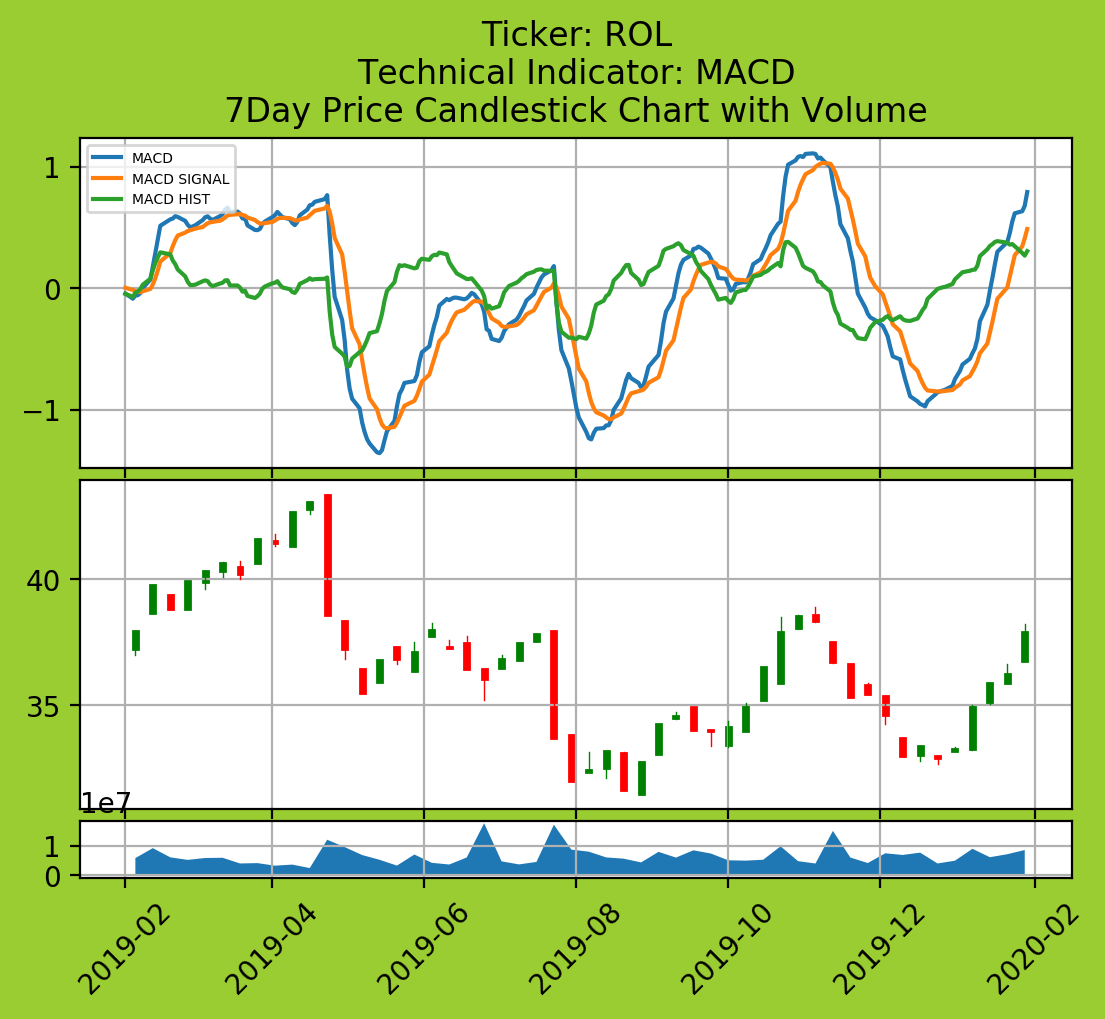 Ticker: ROL
Technical Indicator: MACD
7Day Price Candlestick Chart with Volume
MACD
MACD SIGNAL
MACD HIST
1
0
−1
40
35
1e7
1
0
2019-02
2019-04
2019-06
2019-08
2019-10
2019-12
2020-02